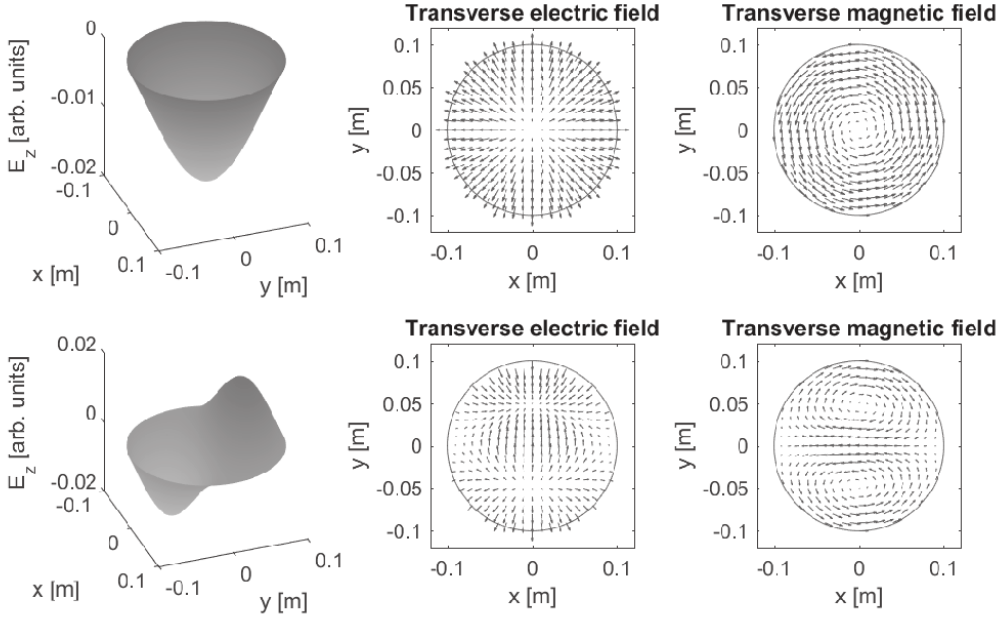 0
-0.01
-0.02
E_z [arb. units]
-0.1
0
0.1
x [m]
-0.1
0
0.1
y [m]
Transverse electric field
0.1
0.05
0
-0.05
-0.1
y [m]
-0.1
0
0.1
x [m]
Transverse magnetic field
0.1
0.05
0
-0.05
-0.1
y [m]
-0.1
0
0.1
x [m]
0.02
0
-0.02
E_z [arb. units]
-0.1
0
0.1
x [m]
-0.1
0
0.1
y [m]
Transverse electric field
0.1
0.05
0
-0.05
-0.1
y [m]
-0.1
0
0.1
x [m]
Transverse magnetic field
0.1
0.05
0
-0.05
-0.1
y [m]
-0.1
0
0.1
x [m]